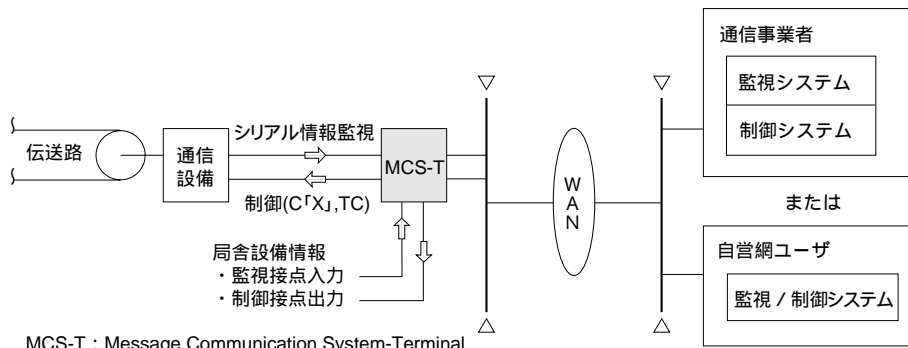 伝送路
通信
設備
シリアル情報監視
制御(C「X」,TC)
MCS-T
局舎設備情報
・監視接点入力
・制御接点出力
WAN
通信事業者
監視システム
制御システム
または
自営網ユーザ
監視 / 制御システム
MCS-T : Message Communication System-Terminal